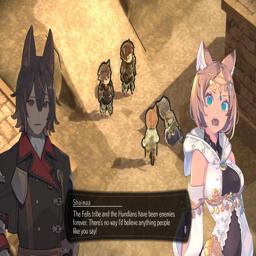 Shainaa
The Felis tribe and the Hundians have been enemies
forever. There's no way I'd believe anything people
like you say!